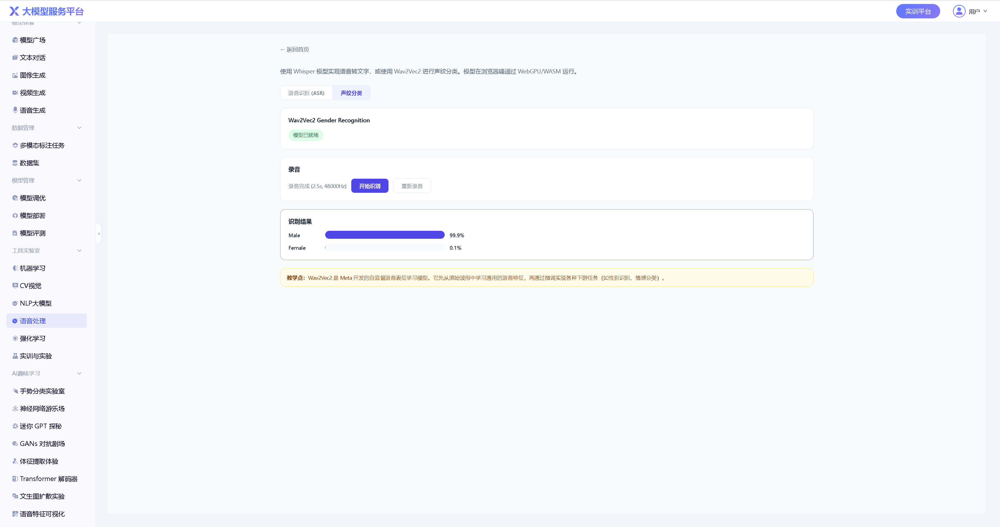 大模型服务平台
实训平台
用户
模型体验
模型广场
文本对话
图像生成
视频生成
语音生成
数据管理
多模态标注任务
数据集
模型管理
模型调优
模型部署
模型评测
工具实验室
机器学习
CV视觉
NLP大模型
语音处理
强化学习
实训与实验
AI趣味学习
手势分类实验室
神经网络游乐场
迷你 GPT 探秘
GANs 对抗剧场
体征提取体验
Transformer 解码器
文生图扩散实验
语音特征可视化
← 返回首页
使用 Whisper 模型实现语音转文字，或使用 Wav2Vec2 进行声纹分类。模型在浏览器端通过 WebGPU/WASM 运行。
语音识别 (ASR) 声纹分类
Wav2Vec2 Gender Recognition
模型已就绪
录音
录音完成 (2.5s, 48000Hz) 开始识别 重新录音
识别结果
Male 99.9%
Female 0.1%
教学点：Wav2Vec2 是 Meta 开发的自监督语音表征学习模型。它先从原始波形中学习通用的语音特征，再通过微调实现各种下游任务（如性别识别、情感分类）。